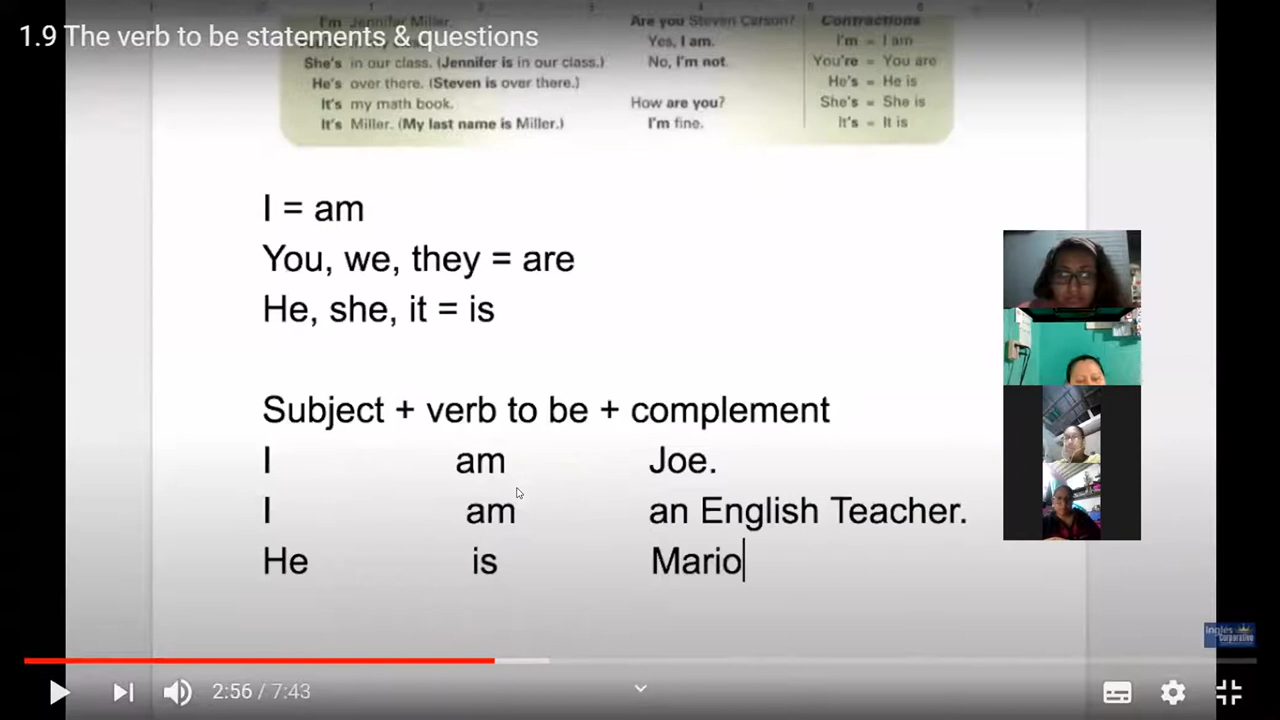 1.9 The verb to be statements & questions
I'm Jennifer Miller.
She's in our class. (Jennifer is in our class.)
He's over there. (Steven is over there.)
It's my math book.
It's Miller. (My last name is Miller.)
Are you Steven Carson?
Yes, I am.
No, I'm not.
How are you?
I'm fine.
Contractions
I'm = I am
You're = You are
He's = He is
She's = She is
It's = It is
I = am
You, we, they = are
He, she, it = is
Subject + verb to be + complement
I am Joe.
I am an English Teacher.
He is Mario
Inglés
Corporativo
2:56 / 7:43